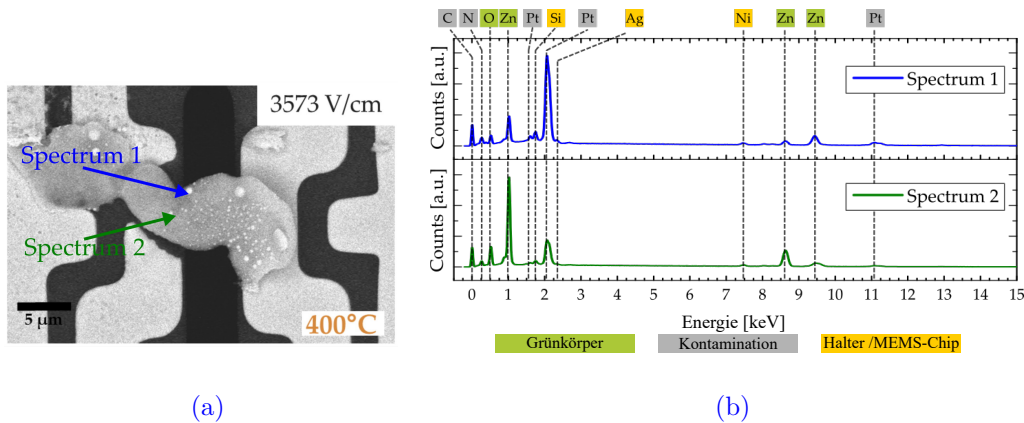 C N O Zn Pt Si Pt Ag Ni Zn Zn Pt
3573 V/cm
Spectrum 1
Spectrum 2
5 µm
400°C
Counts [a.u.]
Spectrum 1
Counts [a.u.]
Spectrum 2
0 1 2 3 4 5 6 7 8 9 10 11 12 13 14 15
Energie [keV]
Grünkörper Kontamination Halter /MEMS-Chip
(a) (b)